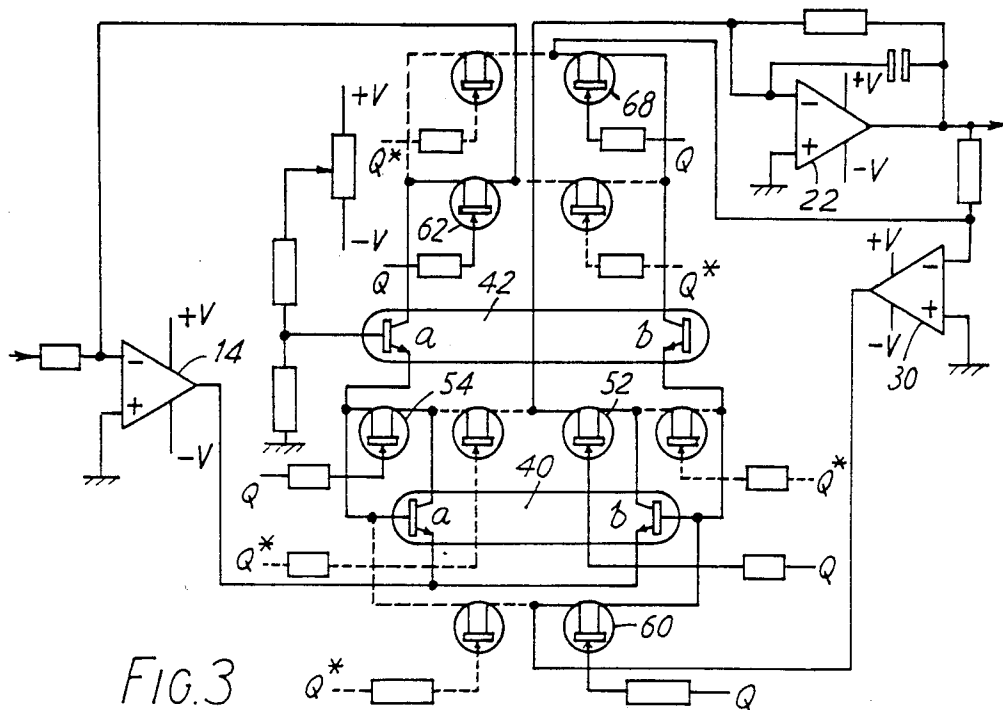 +V
68
+V
Q*
Q
22
-V
62
-V
Q
Q*
+V
42
-
+V
a
b
-
+
-V
30
14
-
+
54
52
-V
Q
40
Q*
a
b
Q*
Q
60
FIG.3
Q*
Q